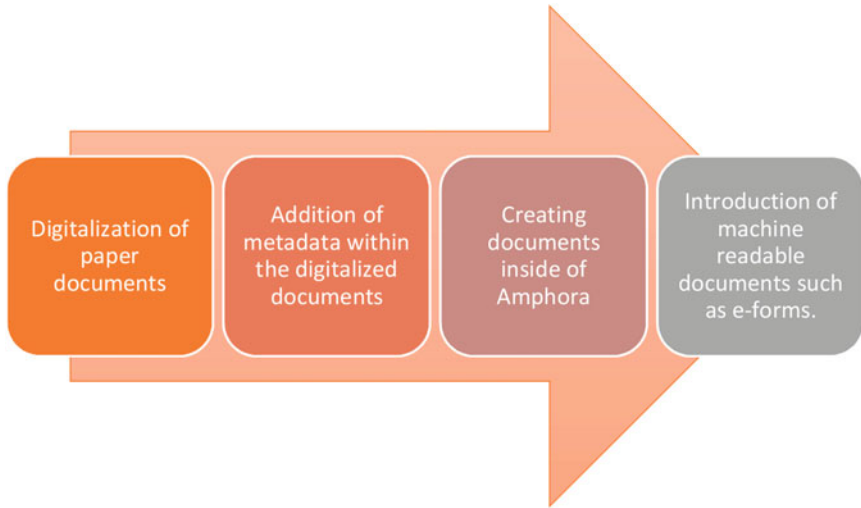 Digitalization of
paper
documents
Addition of
metadata within
the digitalized
documents
Creating
documents
inside of
Amphora
Introduction of
machine
readable
documents such
as e-forms.